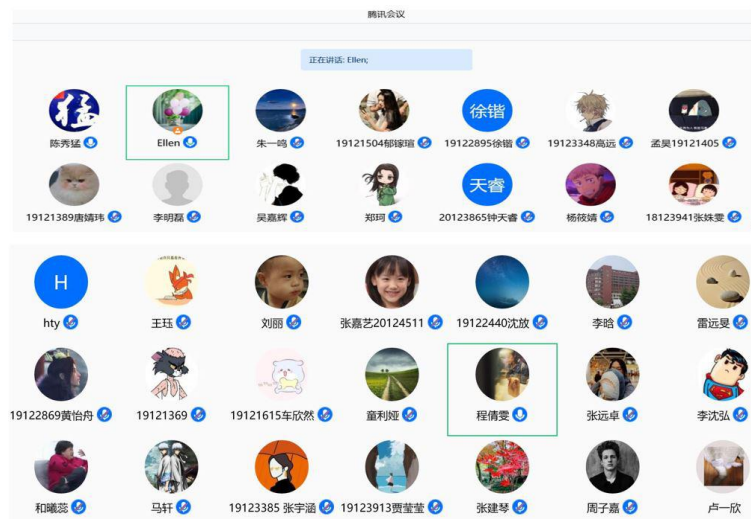 腾讯会议
正在讲话: Ellen;
猛 徐锴
陈秀猛 Ellen 朱一鸣 19121504郁镓瑄 19122895徐锴 19123348高远 孟昊19121405
天睿
19121389唐婧玮 李明磊 吴嘉辉 郑珂 20123865钟天睿 杨筱婧 18123941张姝雯
H
hty 王珏 刘丽 张嘉艺20124511 19122440沈放 李晗 雷远旻
19122869黄怡舟 19121369 19121615车欣然 童利娅 程倩雯 张远卓 李沈弘
和曦蕊 马轩 19123385 张宇涵 19123913贾莹莹 张建琴 周子嘉 卢一欣